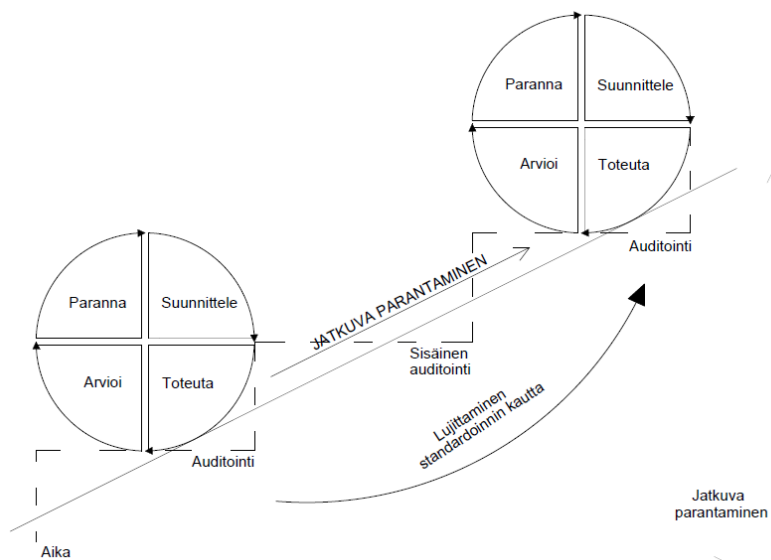 Paranna
Suunnittele
Arvioi
Toteuta
Auditointi
JATKUVA PARANTAMINEN
Paranna
Suunnittele
Sisäinen
auditointi
Arvioi
Toteuta
Lujittaminen
standardoinnin kautta
Auditointi
Jatkuva
parantaminen
Aika